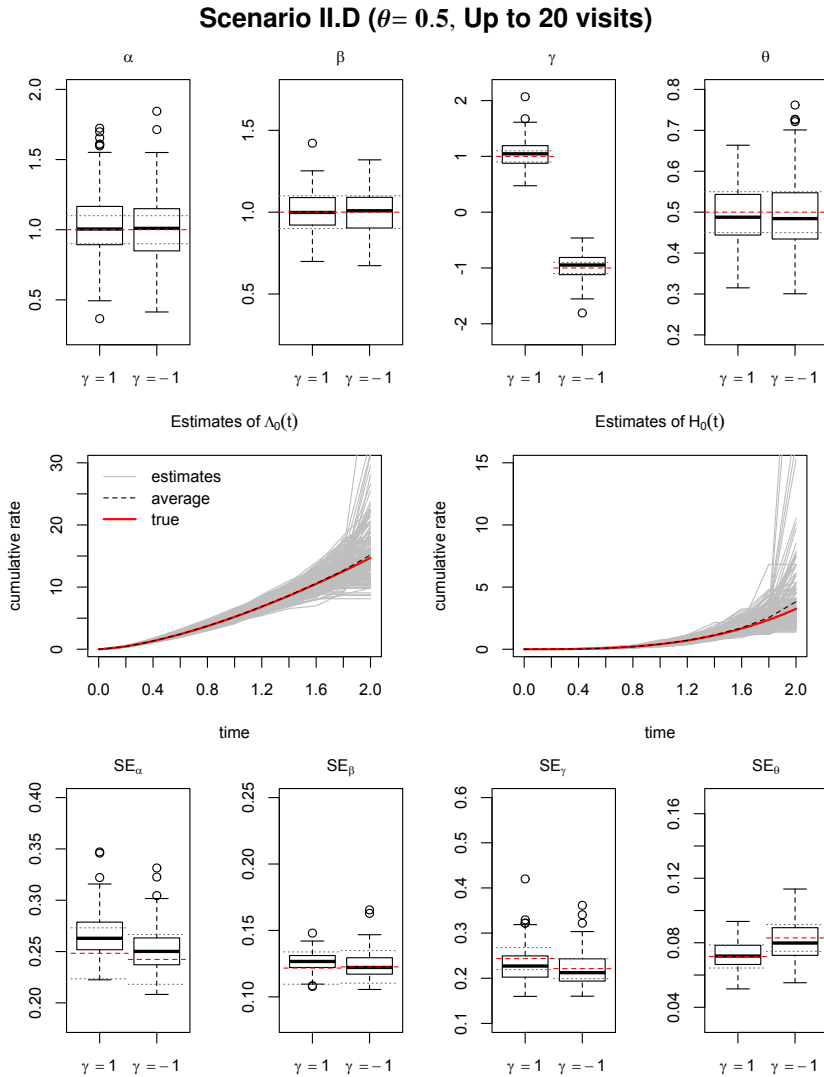 Scenario II.D (θ= 0.5, Up to 20 visits)
α
β
γ
θ
2.0
1.5
1.0
0.5
1.5
1.0
2
1
0
-1
-2
0.8
0.7
0.6
0.5
0.4
0.3
0.2
γ = 1 γ = −1
γ = 1 γ = −1
γ = 1 γ = −1
γ = 1 γ = −1
Estimates of Λ0(t)
cumulative rate
30
20
10
0
estimates
average
true
0.0 0.4 0.8 1.2 1.6 2.0
time
Estimates of H0(t)
cumulative rate
15
10
5
0
0.0 0.4 0.8 1.2 1.6 2.0
time
SEα
SEβ
SEγ
SEθ
0.40
0.35
0.30
0.25
0.20
0.25
0.20
0.15
0.10
0.6
0.5
0.4
0.3
0.2
0.1
0.16
0.12
0.08
0.04
γ = 1 γ = −1
γ = 1 γ = −1
γ = 1 γ = −1
γ = 1 γ = −1